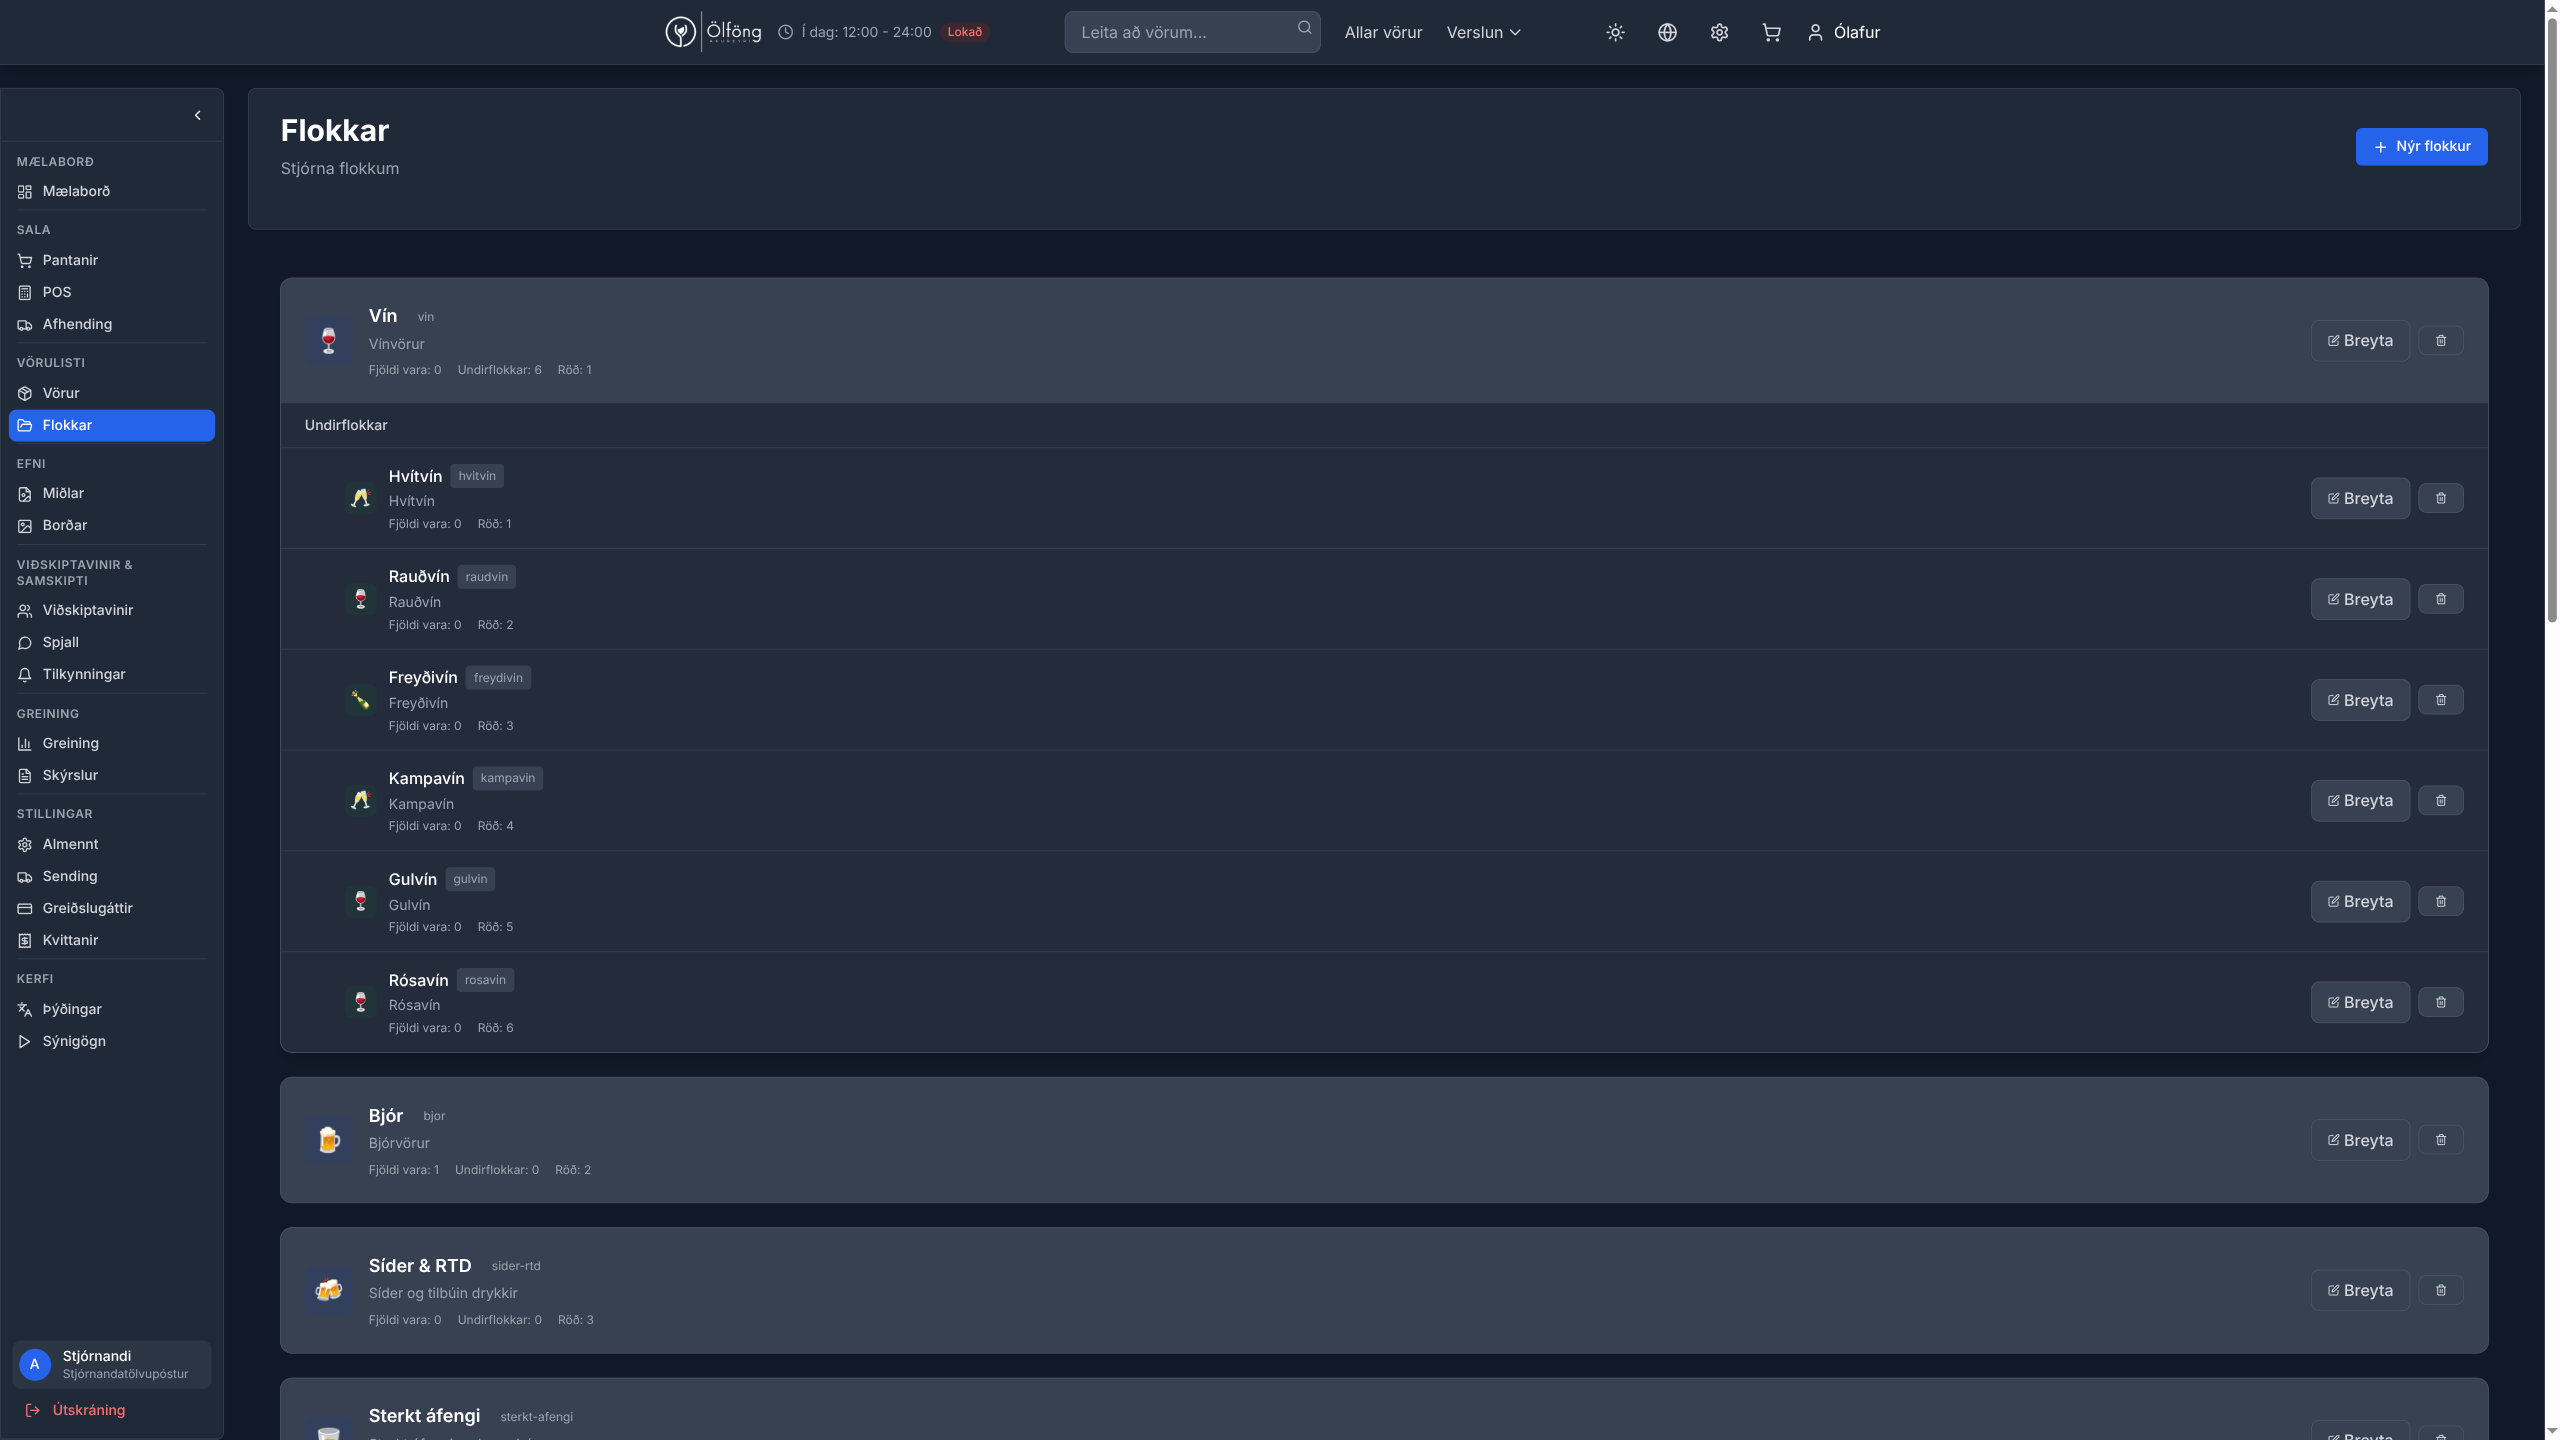 Ölföng
Í dag: 12:00 - 24:00
Lokað
Leita að vörum...
Allar vörur
Verslun
Ólafur
MÆLABORÐ
Mælaborð
SALA
Pantanir
POS
Afhending
VÖRULISTI
Vörur
Flokkar
EFNI
Miðlar
Borðar
VIÐSKIPTAVINIR &
SAMSKIPTI
Viðskiptavinir
Spjall
Tilkynningar
GREINING
Greining
Skýrslur
STILLINGAR
Almennt
Sending
Greiðslugáttir
Kvittanir
KERFI
Þýðingar
Sýnigögn
A
Stjórnandi
Stjórnandatölvupóstur
Útskráning
Flokkar
Stjórna flokkum
Nýr flokkur
Vín vin
Vínvörur
Fjöldi vara: 0 Undirflokkar: 6 Röð: 1
Breyta
Undirflokkar
Hvítvín hvitvin
Hvítvín
Fjöldi vara: 0 Röð: 1
Breyta
Rauðvín raudvin
Rauðvín
Fjöldi vara: 0 Röð: 2
Breyta
Freyðivín freydivin
Freyðivín
Fjöldi vara: 0 Röð: 3
Breyta
Kampavín kampavin
Kampavín
Fjöldi vara: 0 Röð: 4
Breyta
Gulvín gulvin
Gulvín
Fjöldi vara: 0 Röð: 5
Breyta
Rósavín rosavin
Rósavín
Fjöldi vara: 0 Röð: 6
Breyta
Bjór bjor
Bjórvörur
Fjöldi vara: 1 Undirflokkar: 0 Röð: 2
Breyta
Síder & RTD sider-rtd
Síder og tilbúin drykkir
Fjöldi vara: 0 Undirflokkar: 0 Röð: 3
Breyta
Sterkt áfengi sterkt-afengi
Breyta